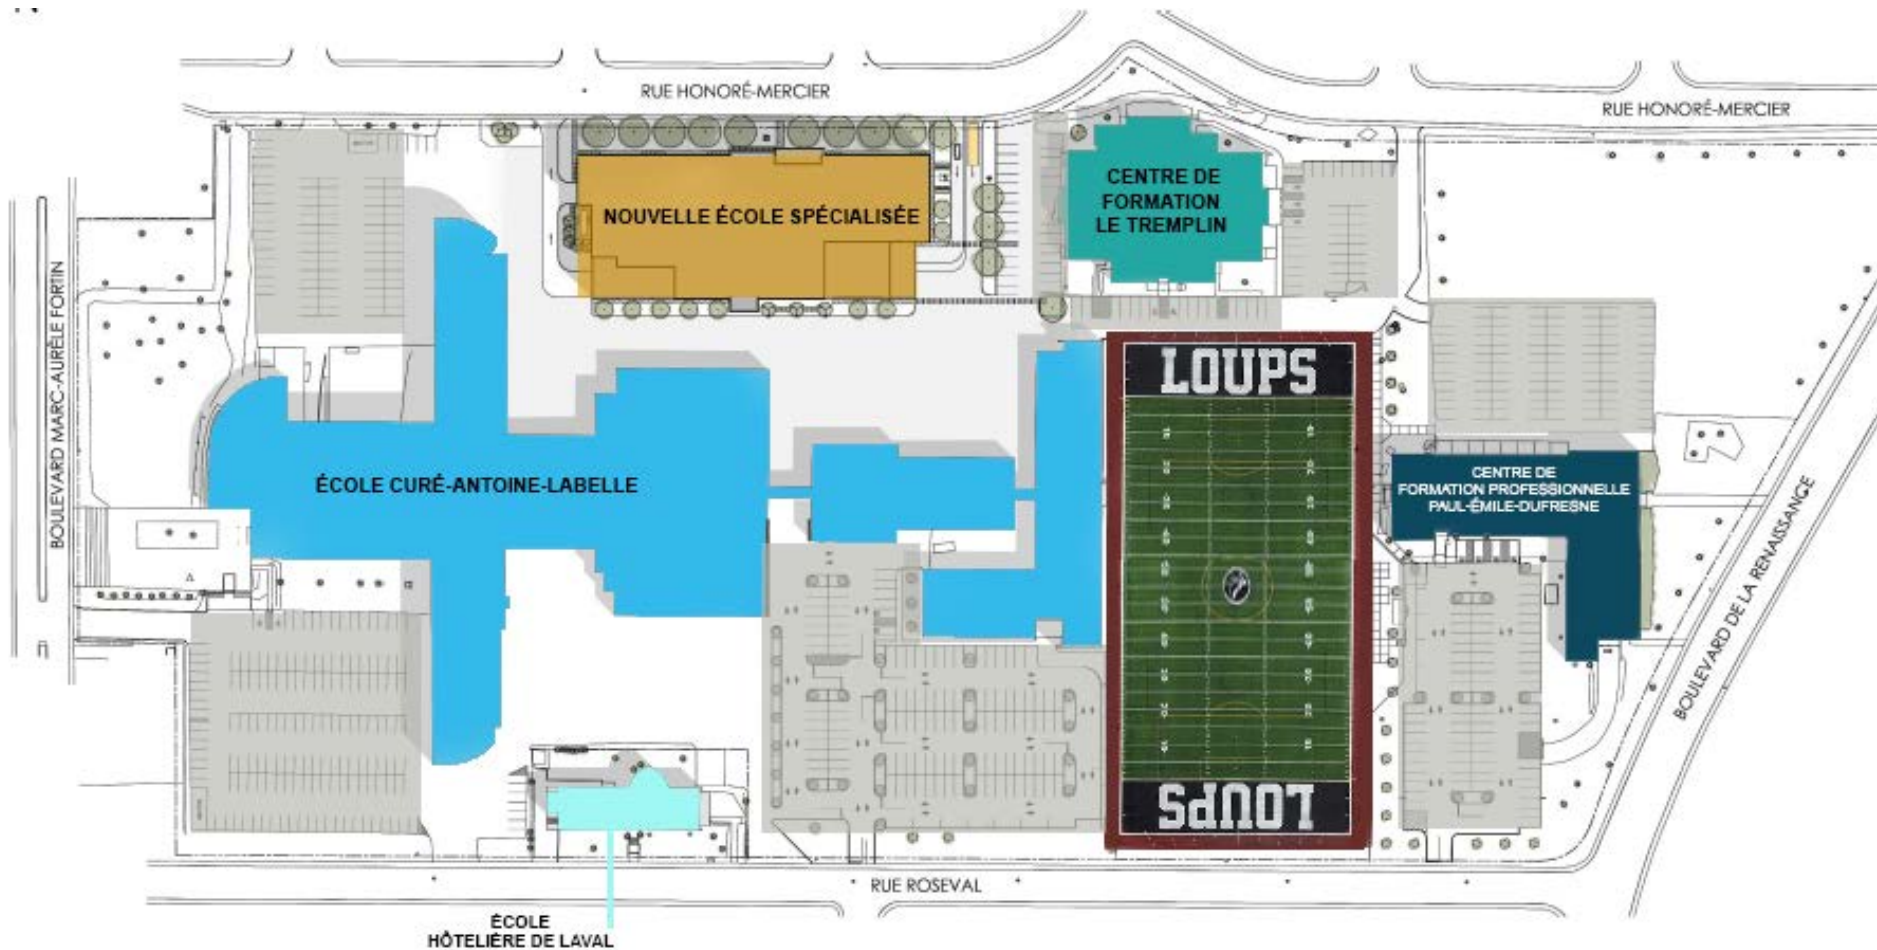 RUE HONORÉ-MERCIER
RUE HONORÉ-MERCIER
CENTRE DE
FORMATION
LE TREMPLIN
NOUVELLE ÉCOLE SPÉCIALISÉE
BOULEVARD MARC-AURÈLE FORTIN
LOUPS
ÉCOLE CURÉ-ANTOINE-LABELLE
CENTRE DE
FORMATION PROFESSIONNELLE
PAUL-ÉMILE-DUFRESNE
BOULEVARD DE LA RENAISSANCE
LOUPS
RUE ROSEVAL
ÉCOLE
HÔTELIÈRE DE LAVAL